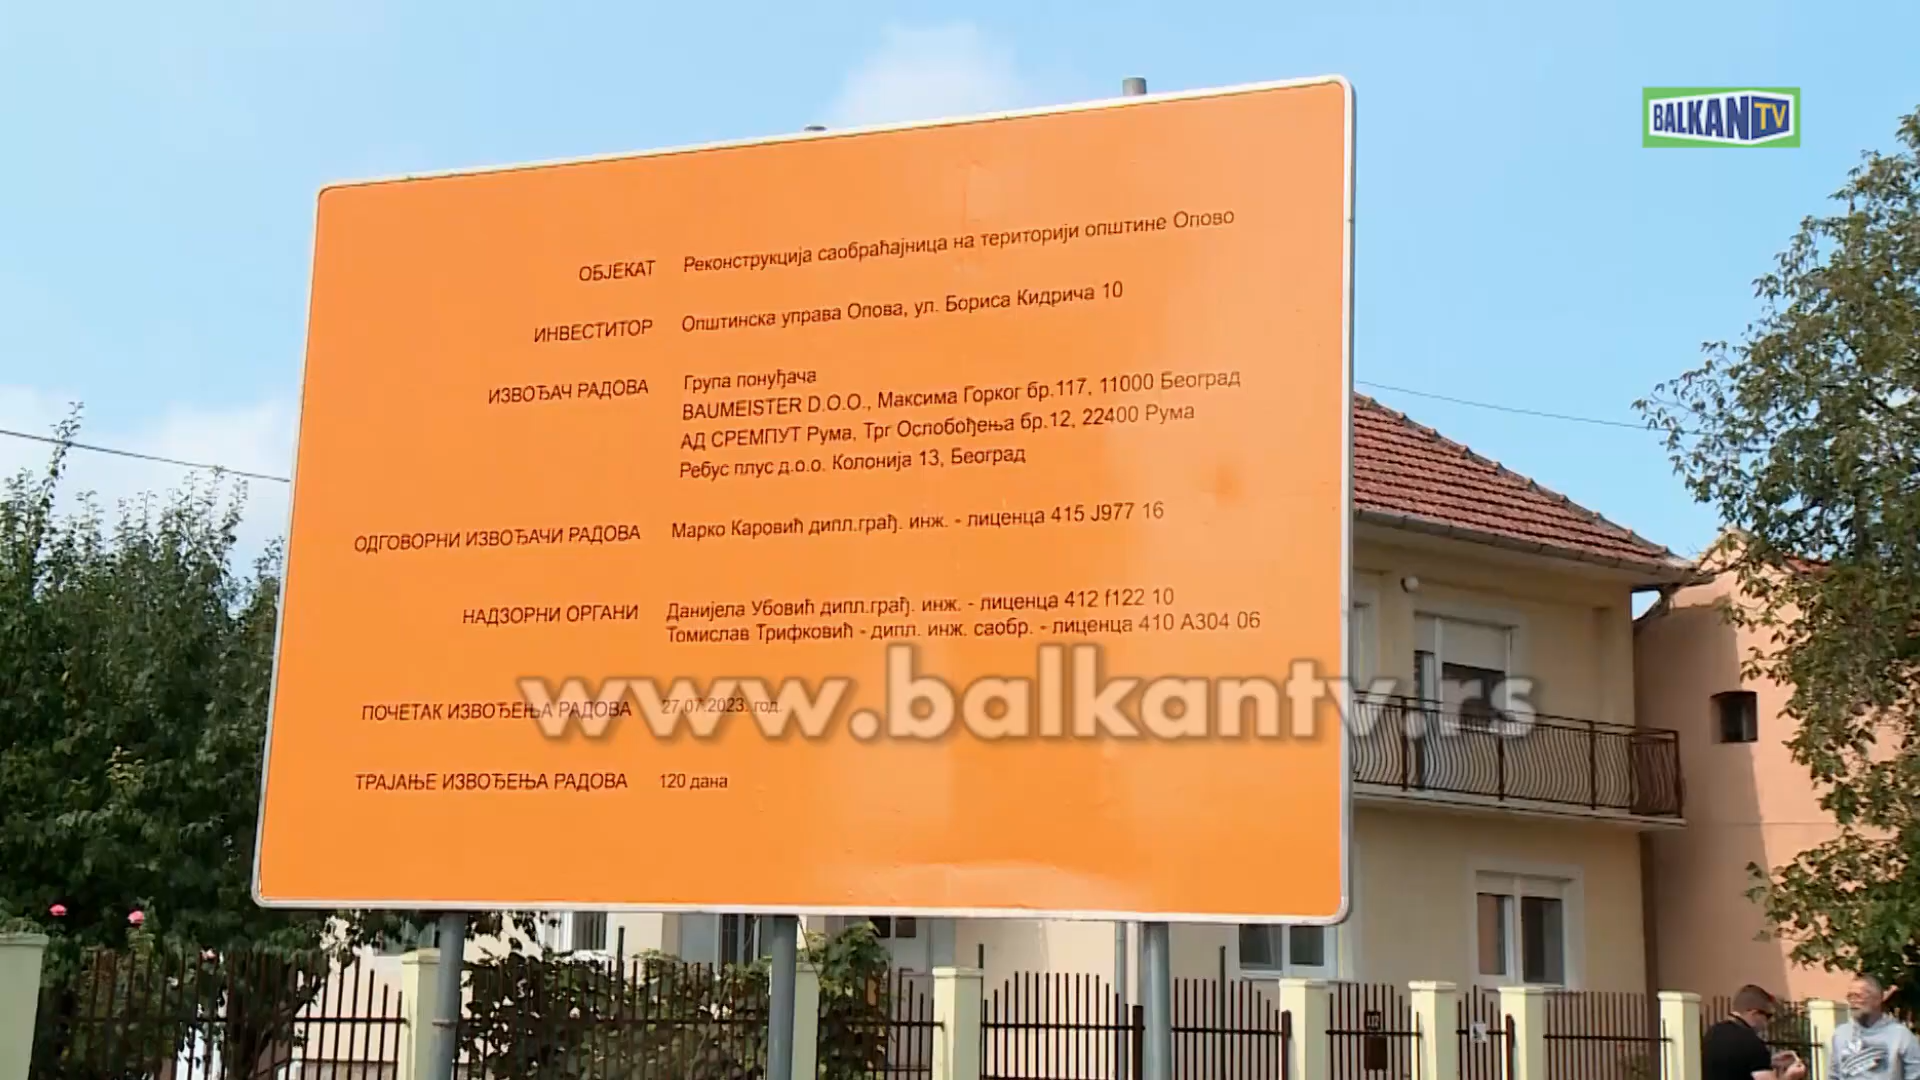 BALKAN TV
ОБЈЕКАТ Реконструкција саобраћајница на територији општине Опово
ИНВЕСТИТОР Општинска управа Опова, ул. Бориса Кидрича 10
ИЗВОЂАЧ РАДОВА Група понуђача
BAUMEISTER D.O.O., Максима Горког бр.117, 11000 Београд
АД СРЕМПУТ Рума, Трг Ослобођења бр.12, 22400 Рума
Ребус плус д.о.о. Колонија 13, Београд
ОДГОВОРНИ ИЗВОЂАЧИ РАДОВА Марко Каровић дипл.грађ. инж. - лиценца 415 Ј977 16
НАДЗОРНИ ОРГАНИ Данијела Убовић дипл.грађ. инж. - лиценца 412 f122 10
Томислав Трифковић - дипл. инж. саобр. - лиценца 410 А304 06
www.balkantv.rs
ПОЧЕТАК ИЗВОЂЕЊА РАДОВА 27.07.2023. год.
ТРАЈАЊЕ ИЗВОЂЕЊА РАДОВА 120 дана